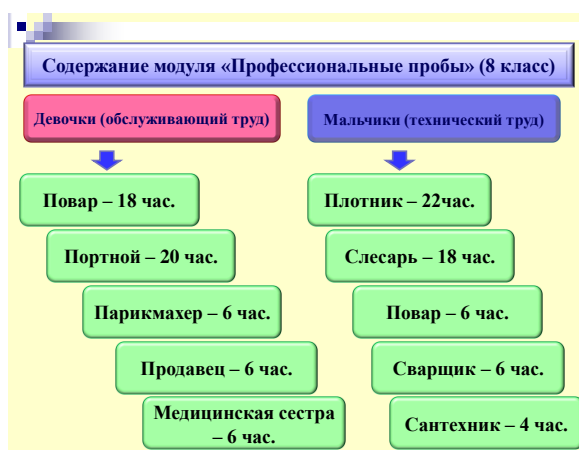 Содержание модуля «Профессиональные пробы» (8 класс)
Девочки (обслуживающий труд)
Повар – 18 час.
Портной – 20 час.
Парикмахер – 6 час.
Продавец – 6 час.
Медицинская сестра
– 6 час.
Мальчики (технический труд)
Плотник – 22час.
Слесарь – 18 час.
Повар – 6 час.
Сварщик – 6 час.
Сантехник – 4 час.